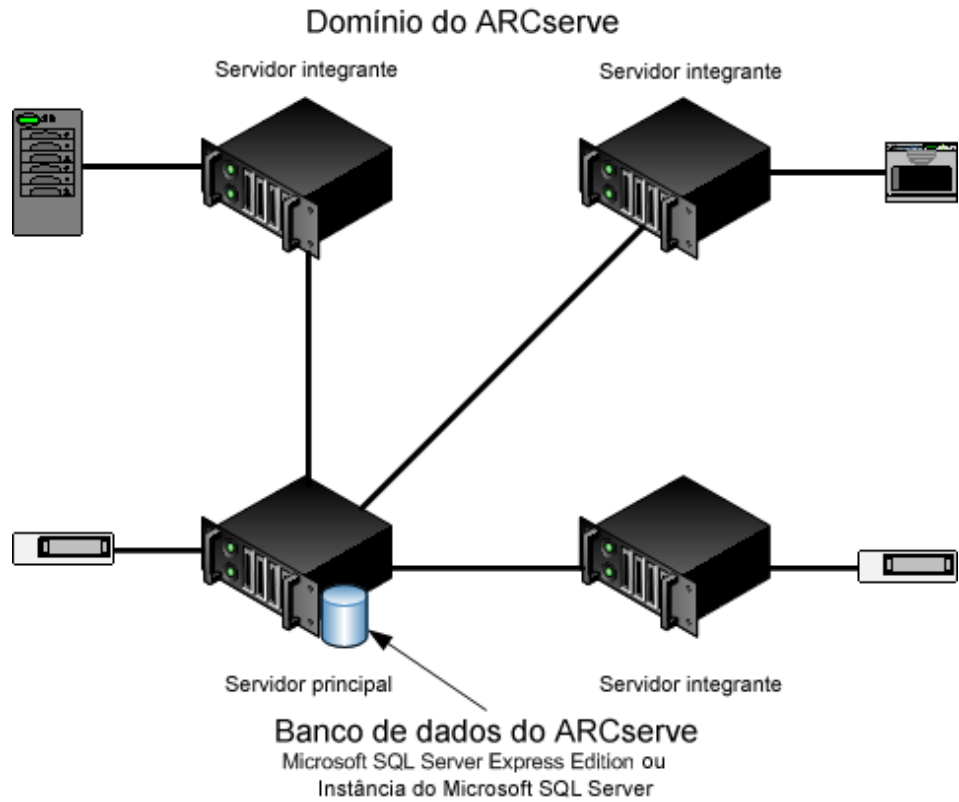 Domínio do ARCserve
Servidor integrante
Servidor integrante
Servidor principal
Servidor integrante
Banco de dados do ARCserve
Microsoft SQL Server Express Edition ou
Instância do Microsoft SQL Server